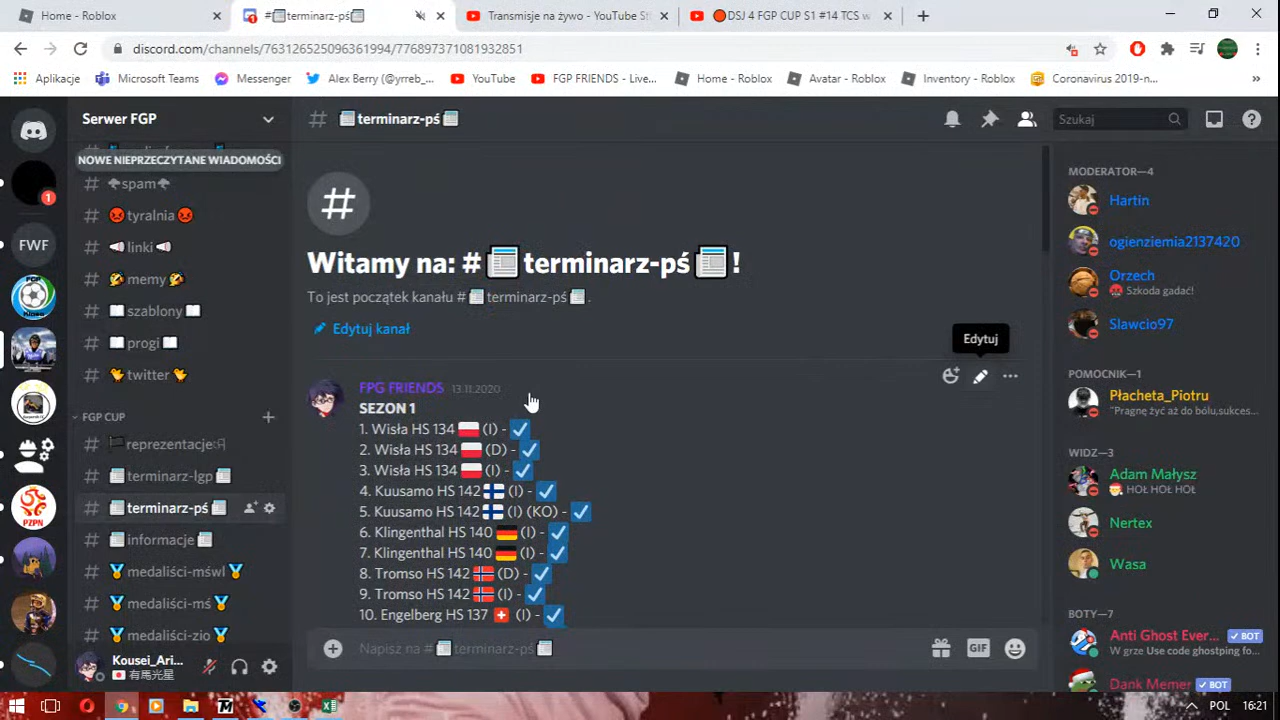 Home - Roblox
#terminarz-pś
Transmisje na żywo - YouTube St
DSJ 4 FGP CUP S1 #14 TCS w
discord.com/channels/763126525096361994/776897371081932851
Aplikacje
Microsoft Teams
Messenger
Alex Berry (@yrreb_...
YouTube
FGP FRIENDS - Live...
Home - Roblox
Avatar - Roblox
Inventory - Roblox
Coronavirus 2019-n...
»
Serwer FGP
NOWE NIEPRZECZYTANE WIADOMOŚCI
# spam
# tyralnia
# linki
# memy
# szablony
# progi
# twitter
FGP CUP
# reprezentacje
# terminarz-lgp
# terminarz-pś
# informacje
# medaliści-mświ
# medaliści-mś
# medaliści-zio
1
FWF
PZPN
Kousei_Ari...
有馬光星
# terminarz-pś
Szukaj
#
Witamy na: #terminarz-pś!
To jest początek kanału #terminarz-pś.
Edytuj kanał
Edytuj
FPG FRIENDS 13.11.2020
SEZON 1
1. Wisła HS 134 (I) -
2. Wisła HS 134 (D) -
3. Wisła HS 134 (I) -
4. Kuusamo HS 142 (I) -
5. Kuusamo HS 142 (I) (KO) -
6. Klingenthal HS 140 (I) -
7. Klingenthal HS 140 (I) -
8. Tromso HS 142 (D) -
9. Tromso HS 142 (I) -
10. Engelberg HS 137 (I) -
Napisz na #terminarz-pś
GIF
MODERATOR—4
Hartin
ogienziemia2137420
Orzech
Szkoda gadać!
Slawcio97
POMOCNIK—1
Płacheta_Piotru
"Pragnę żyć aż do bólu,sukces...
WIDZ—3
Adam Małysz
HOŁ HOŁ HOŁ
Nertex
Wasa
BOTY—7
Anti Ghost Ever... BOT
W grze Use code ghostping fo...
Dank Memer BOT
POL
16:21